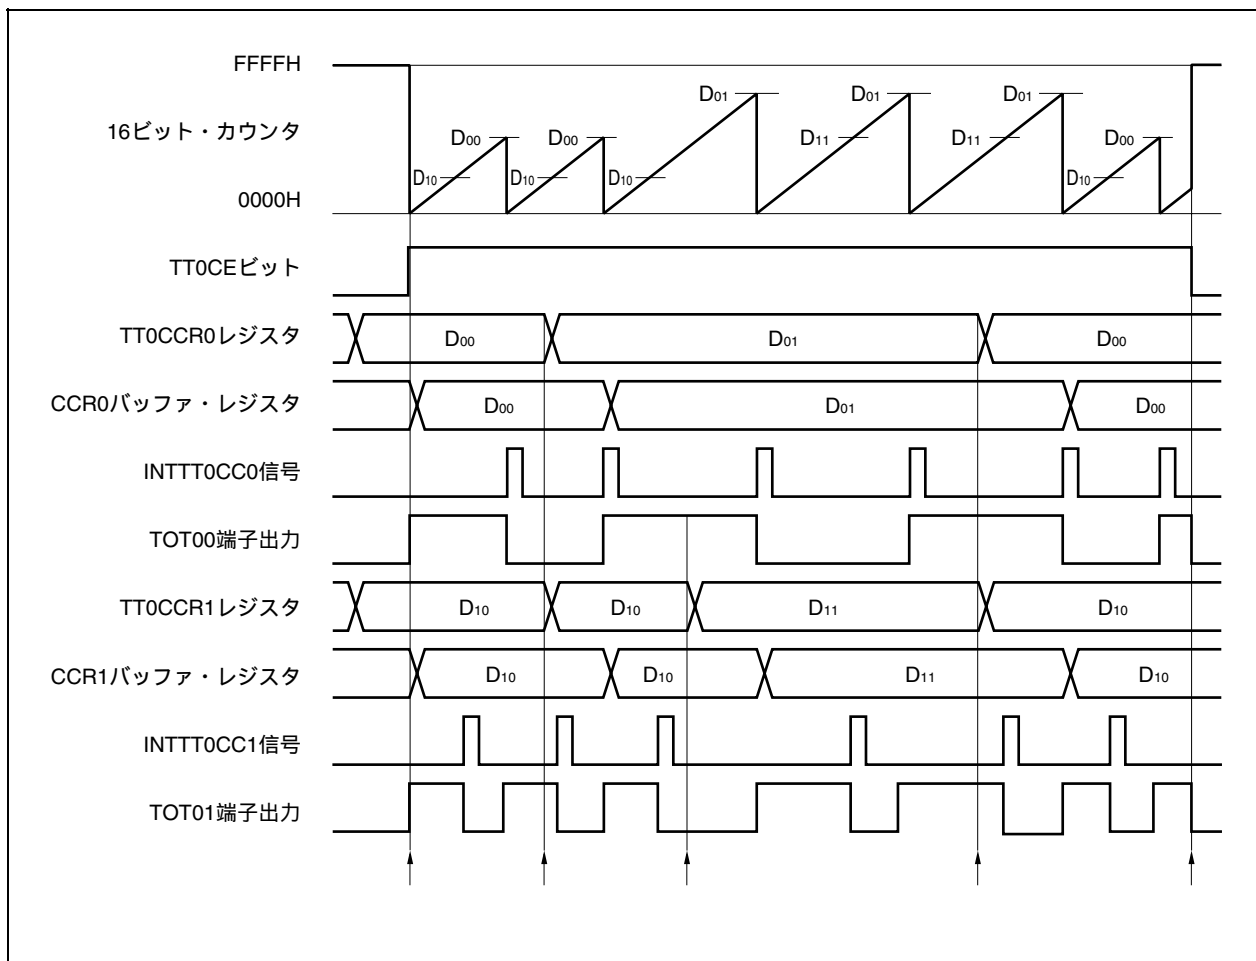 FFFFH
D01 D01 D01
16ビット・カウンタ
D00 D00 D11 D11 D00
D10 D10 D10 D10
0000H
TT0CEビット
TT0CCR0レジスタ D00 D01 D00
CCR0バッファ・レジスタ D00 D01 D00
INTTT0CC0信号
TOT00端子出力
TT0CCR1レジスタ D10 D10 D11 D10
CCR1バッファ・レジスタ D10 D10 D11 D10
INTTT0CC1信号
TOT01端子出力